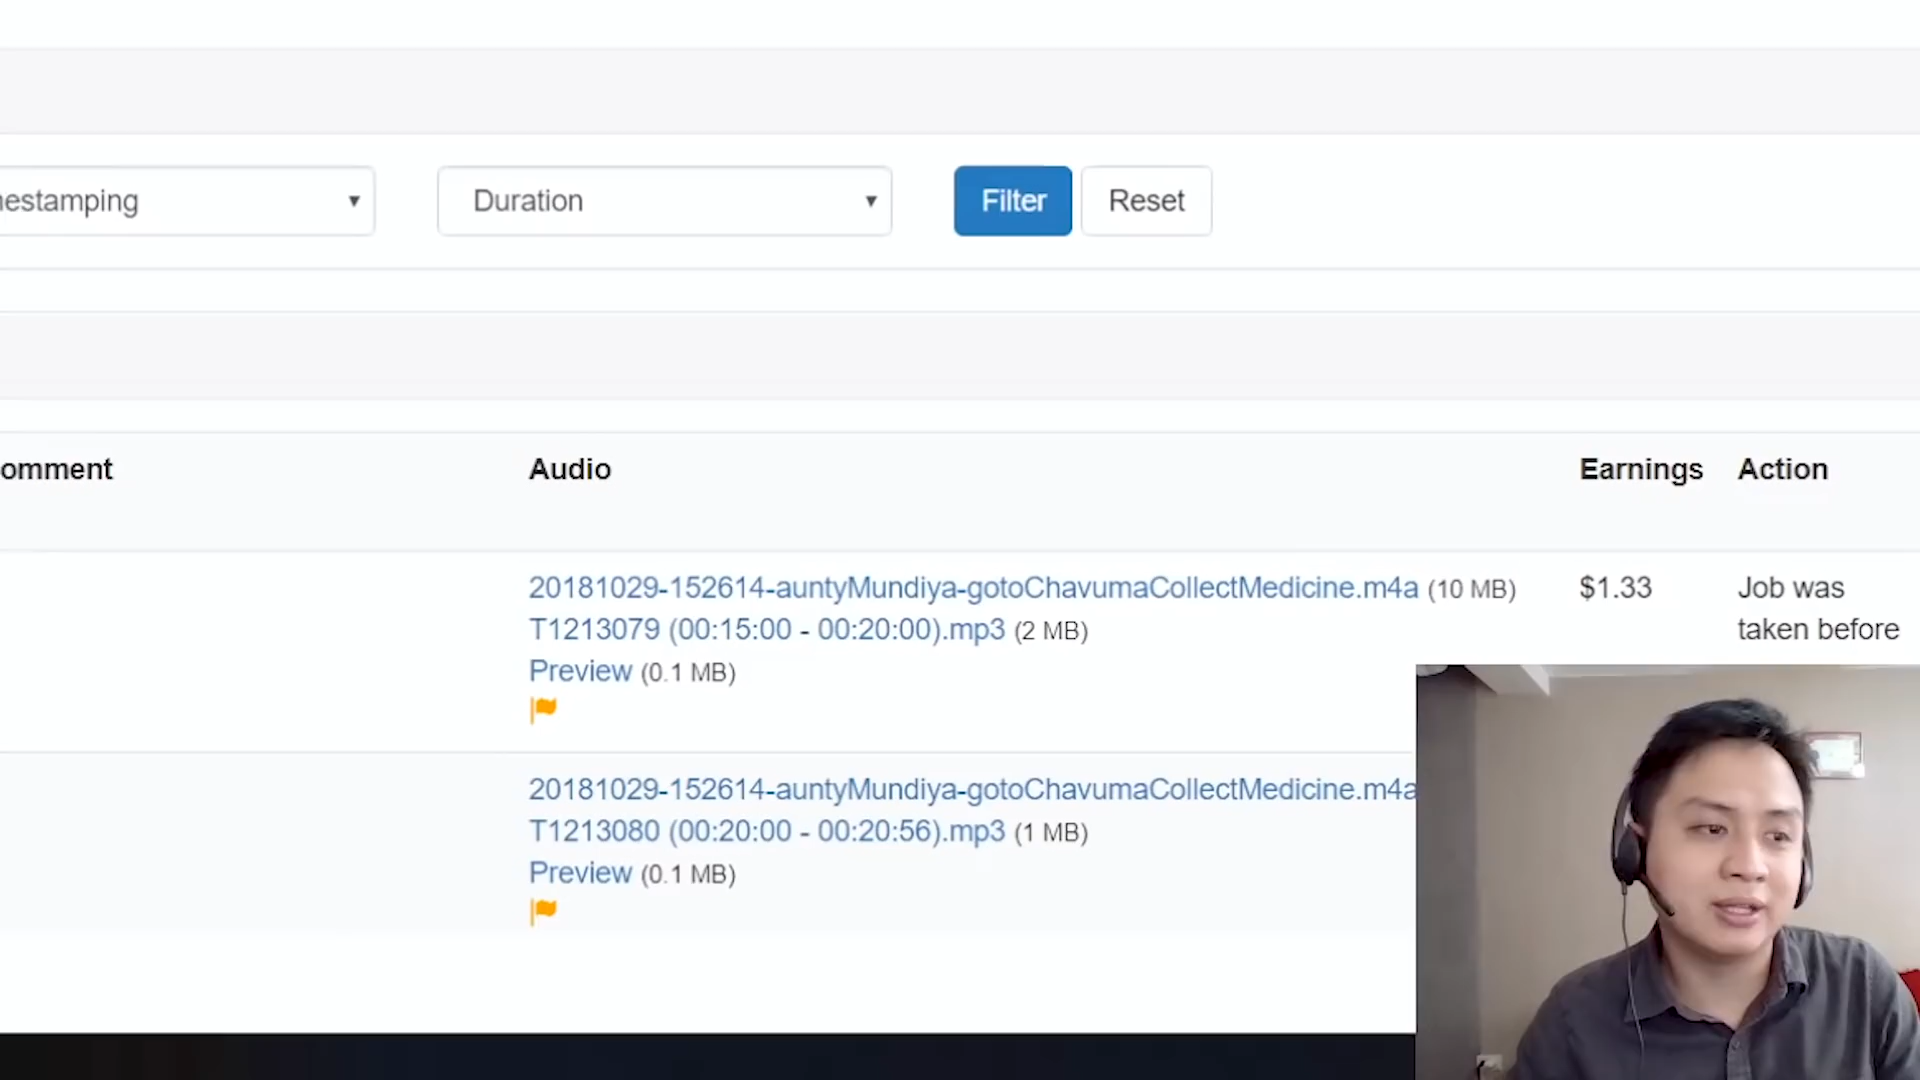 nestamping
Duration
Filter
Reset
omment
Audio
Earnings
Action
20181029-152614-auntyMundiya-gotoChavumaCollectMedicine.m4a (10 MB)
$1.33
Job was
T1213079 (00:15:00 - 00:20:00).mp3 (2 MB)
taken before
Preview (0.1 MB)
20181029-152614-auntyMundiya-gotoChavumaCollectMedicine.m4a
T1213080 (00:20:00 - 00:20:56).mp3 (1 MB)
Preview (0.1 MB)